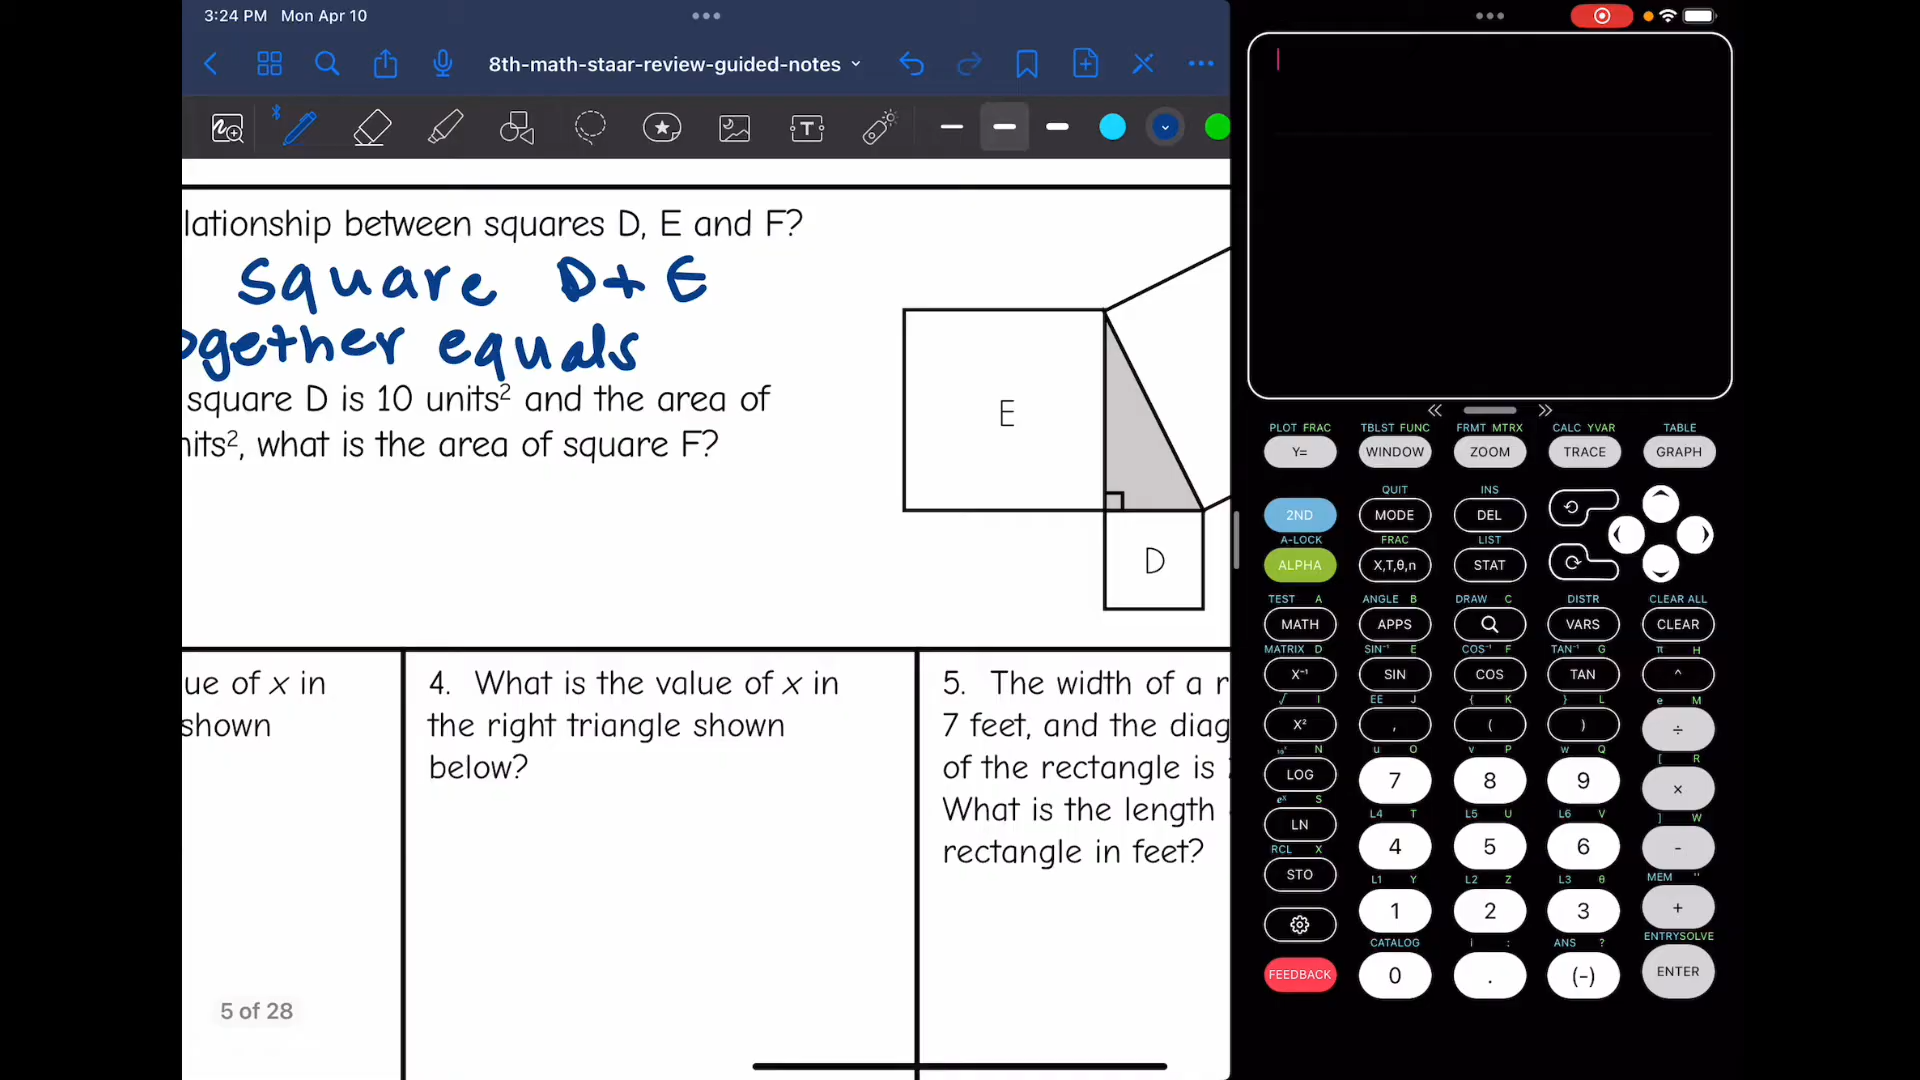 3:24 PM Mon Apr 10
8th-math-staar-review-guided-notes
T
lationship between squares D, E and F?
square D+E
ogether equals
square D is 10 units² and the area of
nits², what is the area of square F?
E
D
ue of x in
shown
4. What is the value of x in
the right triangle shown
below?
5. The width of a r
7 feet, and the diag
of the rectangle is
What is the length
rectangle in feet?
5 of 28
PLOT FRAC TBLST FUNC FRMT MTRX CALC YVAR TABLE
Y= WINDOW ZOOM TRACE GRAPH
QUIT INS
2ND MODE DEL
A-LOCK FRAC LIST
ALPHA X,T,θ,n STAT
TEST A ANGLE B DRAW C DISTR CLEAR ALL
MATH APPS VARS CLEAR
MATRIX D SIN⁻¹ E COS⁻¹ F TAN⁻¹ G π H
X⁻¹ SIN COS TAN ^
√ I EE J { K } L e M
X² , ( ) ÷
10ˣ N u O v P w Q [ R
LOG 7 8 9 ×
eˣ S L4 T L5 U L6 V ] W
LN 4 5 6 -
RCL X L1 Y L2 Z L3 θ MEM "
STO 1 2 3 +
CATALOG i : ANS ? ENTRY SOLVE
FEEDBACK 0 . (-) ENTER